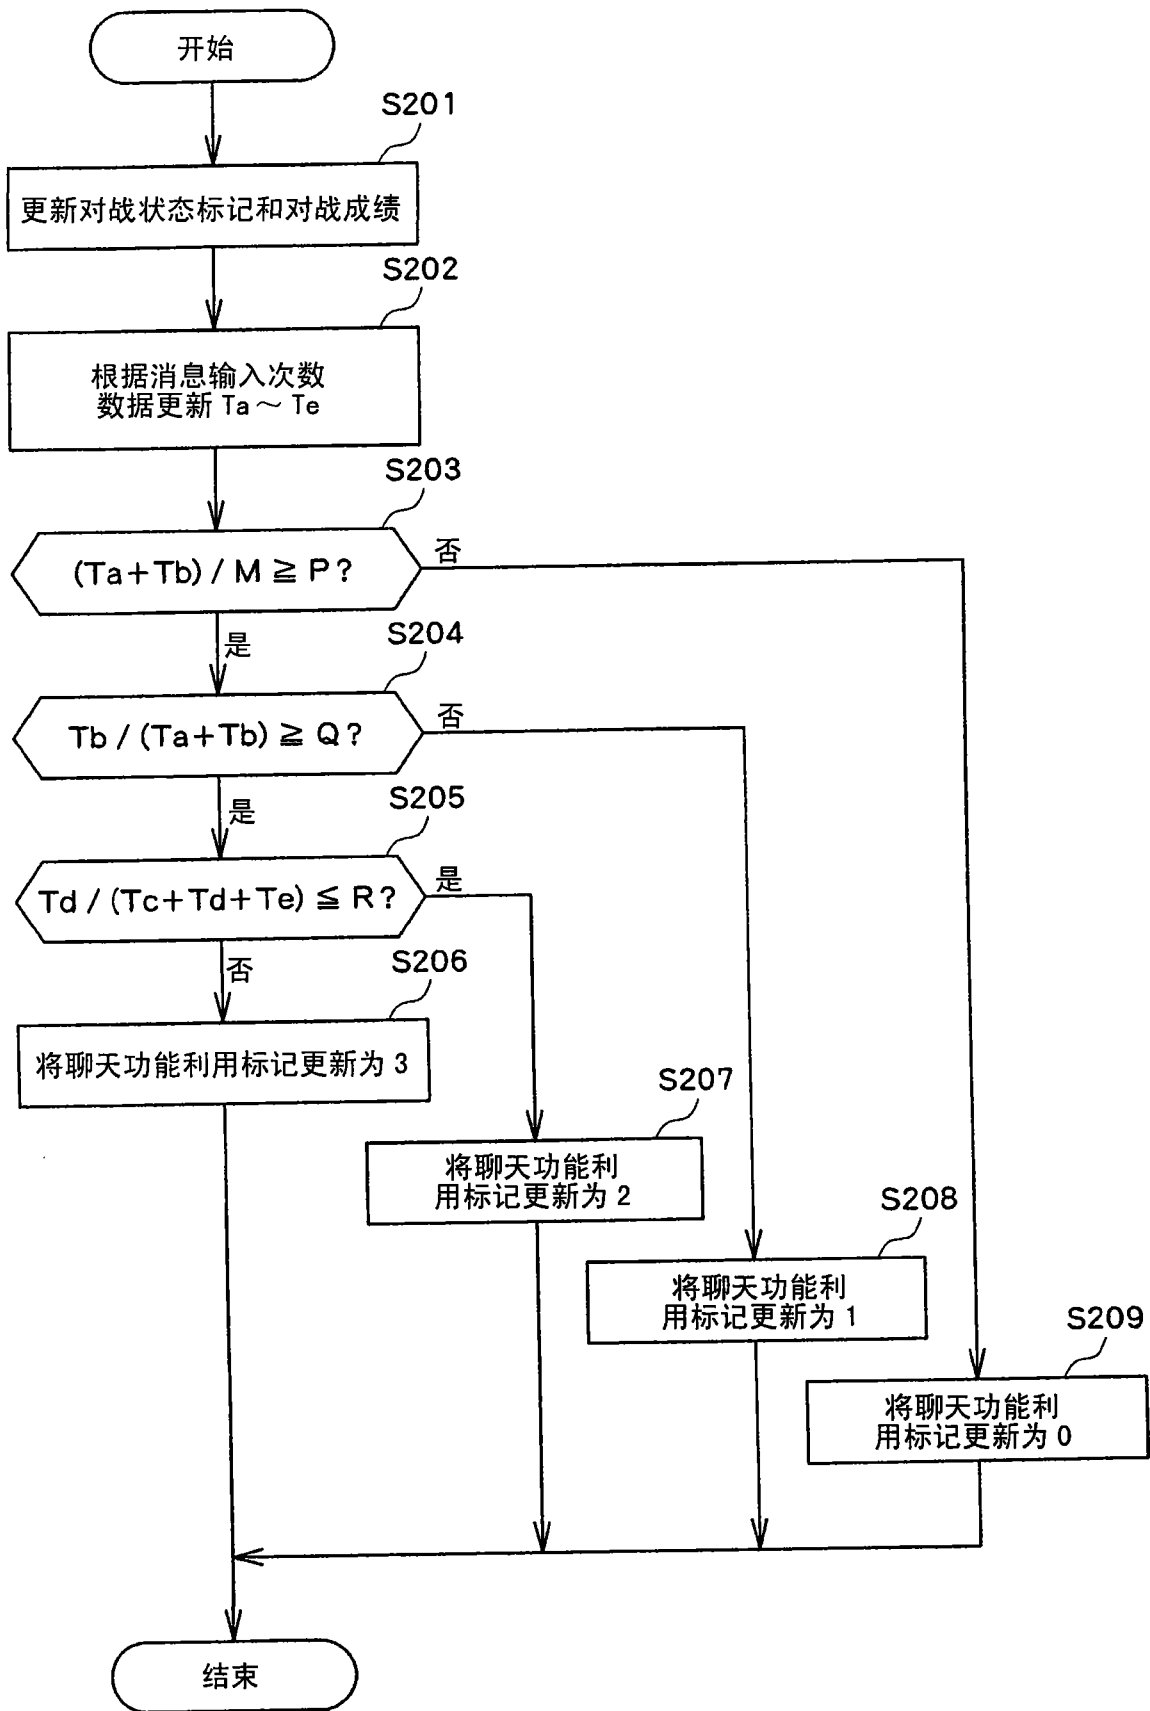 开始
S201
更新对战状态标记和对战成绩
S202
根据消息输入次数
数据更新 Ta～Te
S203
(Ta+Tb) / M ≧ P?
否
是
S204
Tb / (Ta+Tb) ≧ Q?
否
是
S205
Td / (Tc+Td+Te) ≦ R?
是
否
S206
将聊天功能利用标记更新为 3
S207
将聊天功能利
用标记更新为 2
S208
将聊天功能利
用标记更新为 1
S209
将聊天功能利
用标记更新为 0
结束